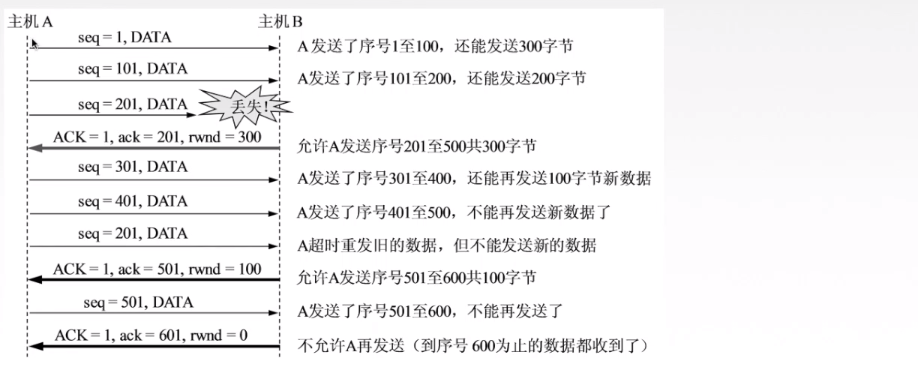 主机A 主机B
seq = 1, DATA A发送了序号1至100，还能发送300字节
seq = 101, DATA A发送了序号101至200，还能发送200字节
seq = 201, DATA 丢失！
ACK = 1, ack = 201, rwnd = 300 允许A发送序号201至500共300字节
seq = 301, DATA A发送了序号301至400，还能再发送100字节新数据
seq = 401, DATA A发送了序号401至500，不能再发送新数据了
seq = 201, DATA A超时重发旧的数据，但不能发送新的数据
ACK = 1, ack = 501, rwnd = 100 允许A发送序号501至600共100字节
seq = 501, DATA A发送了序号501至600，不能再发送了
ACK = 1, ack = 601, rwnd = 0 不允许A再发送（到序号600为止的数据都收到了）